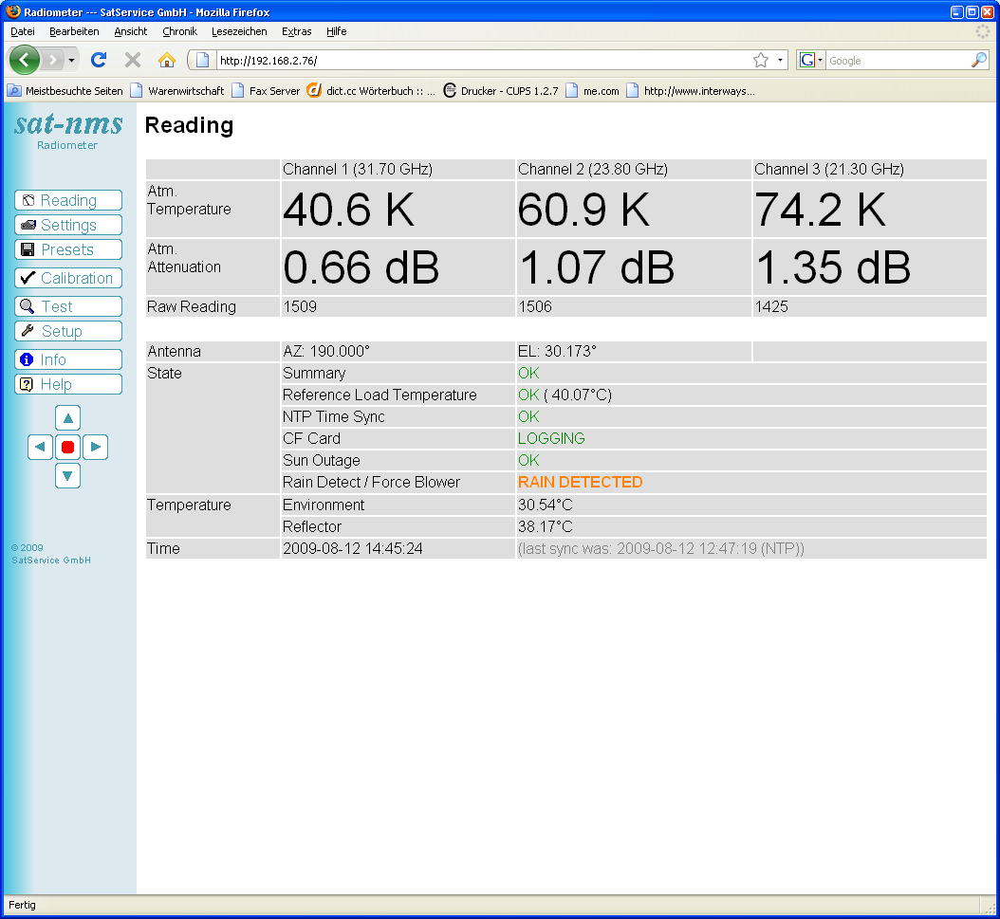 Radiometer --- SatService GmbH - Mozilla Firefox
Datei Bearbeiten Ansicht Chronik Lesezeichen Extras Hilfe
http://192.168.2.76/ G Google
Meistbesuchte Seiten Warenwirtschaft Fax Server dict.cc Wörterbuch :: ... Drucker - CUPS 1.2.7 me.com http://www.interways...
sat-nms
Radiometer
Reading
Settings
Presets
Calibration
Test
Setup
Info
Help
© 2009
SatService GmbH
Reading
Channel 1 (31.70 GHz) Channel 2 (23.80 GHz) Channel 3 (21.30 GHz)
Atm.
Temperature 40.6 K 60.9 K 74.2 K
Atm.
Attenuation 0.66 dB 1.07 dB 1.35 dB
Raw Reading 1509 1506 1425
Antenna AZ: 190.000° EL: 30.173°
State Summary OK
Reference Load Temperature OK ( 40.07°C)
NTP Time Sync OK
CF Card LOGGING
Sun Outage OK
Rain Detect / Force Blower RAIN DETECTED
Temperature Environment 30.54°C
Reflector 38.17°C
Time 2009-08-12 14:45:24 (last sync was: 2009-08-12 12:47:19 (NTP))
Fertig